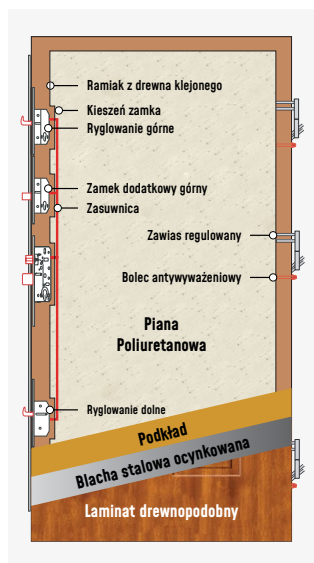 Ramiak z drewna klejonego
Kieszeń zamka
Ryglowanie górne
Zamek dodatkowy górny
Zasuwnica
Zawias regulowany
Bolec antywyważeniowy
Piana
Poliuretanowa
Ryglowanie dolne
Podkład
Blacha stalowa ocynkowana
Laminat drewnopodobny